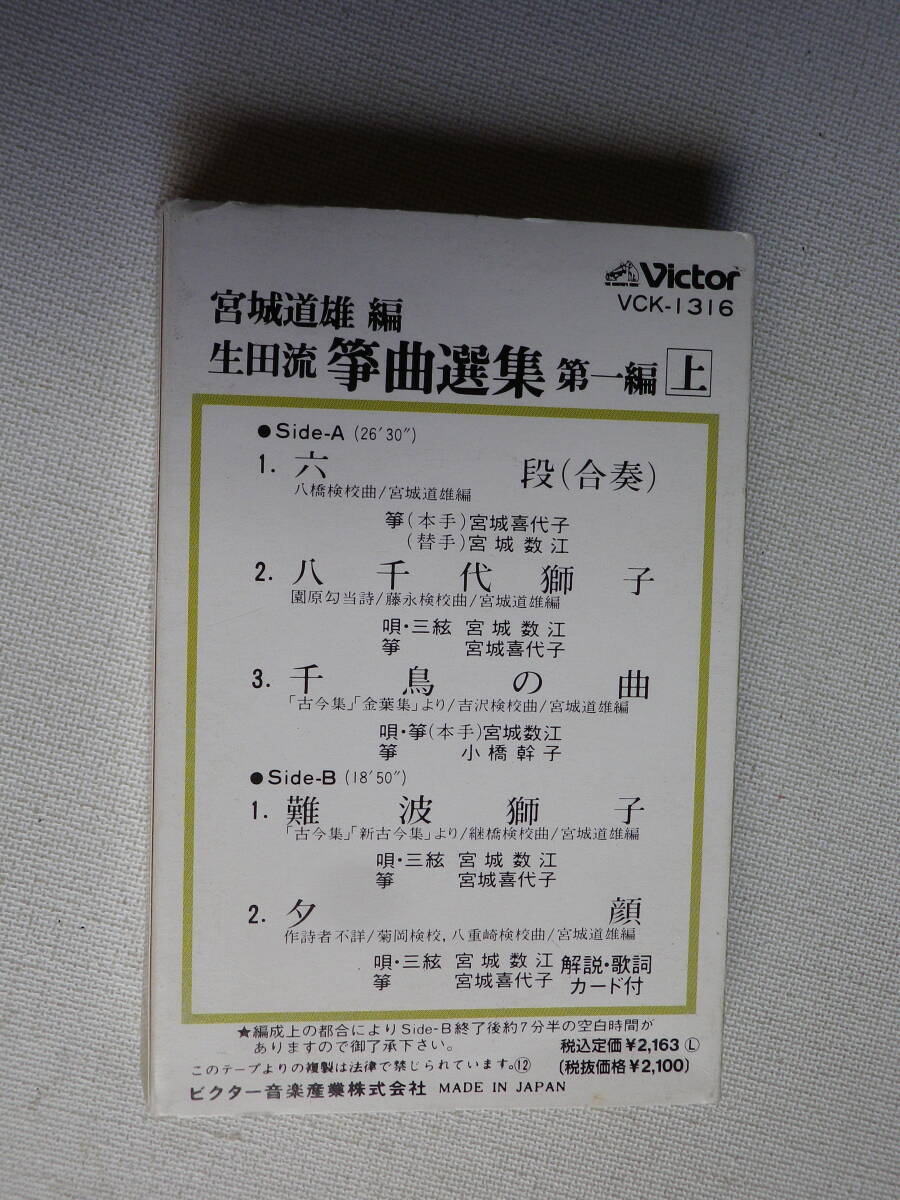 Victor
VCK-1316
宮城道雄 編
生田流 箏曲選集 第一編 上
●Side-A (26′30″)
1. 六段(合奏)
八橋検校曲/宮城道雄編
箏(本手)宮城喜代子
(替手)宮城数江
2. 八千代獅子
園原勾当詩/藤永検校曲/宮城道雄編
唄・三絃 宮城数江
箏 宮城喜代子
3. 千鳥の曲
「古今集」「金葉集」より/吉沢検校曲/宮城道雄編
唄・箏(本手)宮城数江
箏 小橋幹子
●Side-B (18′50″)
1. 難波獅子
「古今集」「新古今集」より/継橋検校曲/宮城道雄編
唄・三絃 宮城数江
箏 宮城喜代子
2. 夕顔
作詩者不詳/菊岡検校,八重崎検校曲/宮城道雄編
唄・三絃 宮城数江
箏 宮城喜代子
解説・歌詞
カード付
★編成上の都合によりSide-B終了後約7分半の空白時間が
ありますので御了承下さい。
税込定価¥2,163 Ⓛ
(税抜価格¥2,100)
このテープよりの複製は法律で禁じられています。⑫
ビクター音楽産業株式会社 MADE IN JAPAN